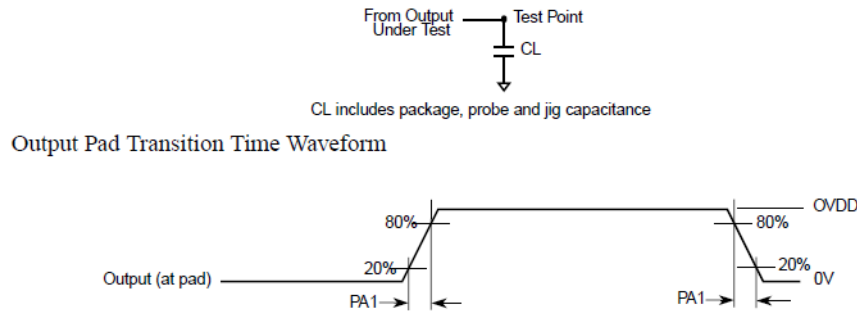 From Output
Under Test
Test Point
CL
CL includes package, probe and jig capacitance
Output Pad Transition Time Waveform
OVDD
80%
80%
20%
20%
Output (at pad)
0V
PA1
PA1